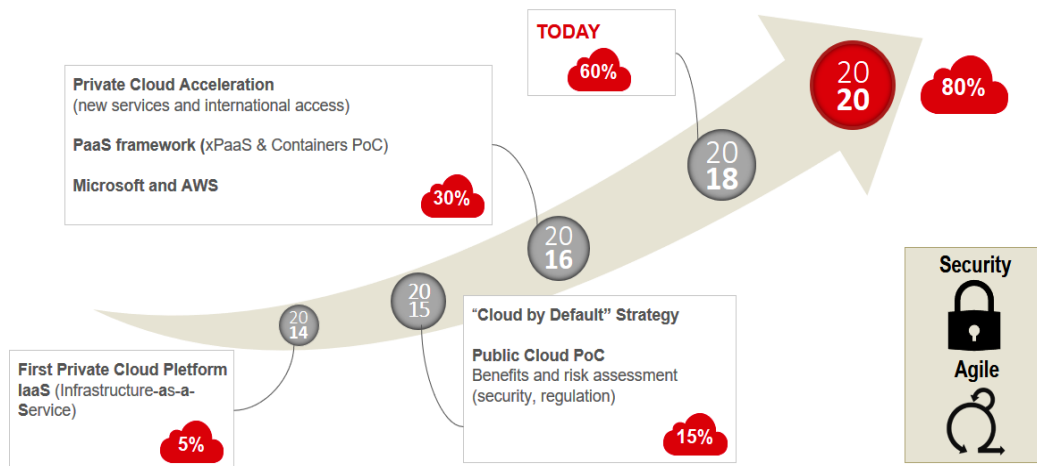 TODAY
60%
20
20
80%
Private Cloud Acceleration
(new services and international access)
PaaS framework (xPaaS & Containers PoC)
Microsoft and AWS
30%
20
18
20
16
20
15
20
14
Security
Agile
"Cloud by Default” Strategy
Public Cloud PoC
Benefits and risk assessment
(security, regulation)
15%
First Private Cloud Pletform
IaaS (Infrastructure-as-a-
Service)
5%